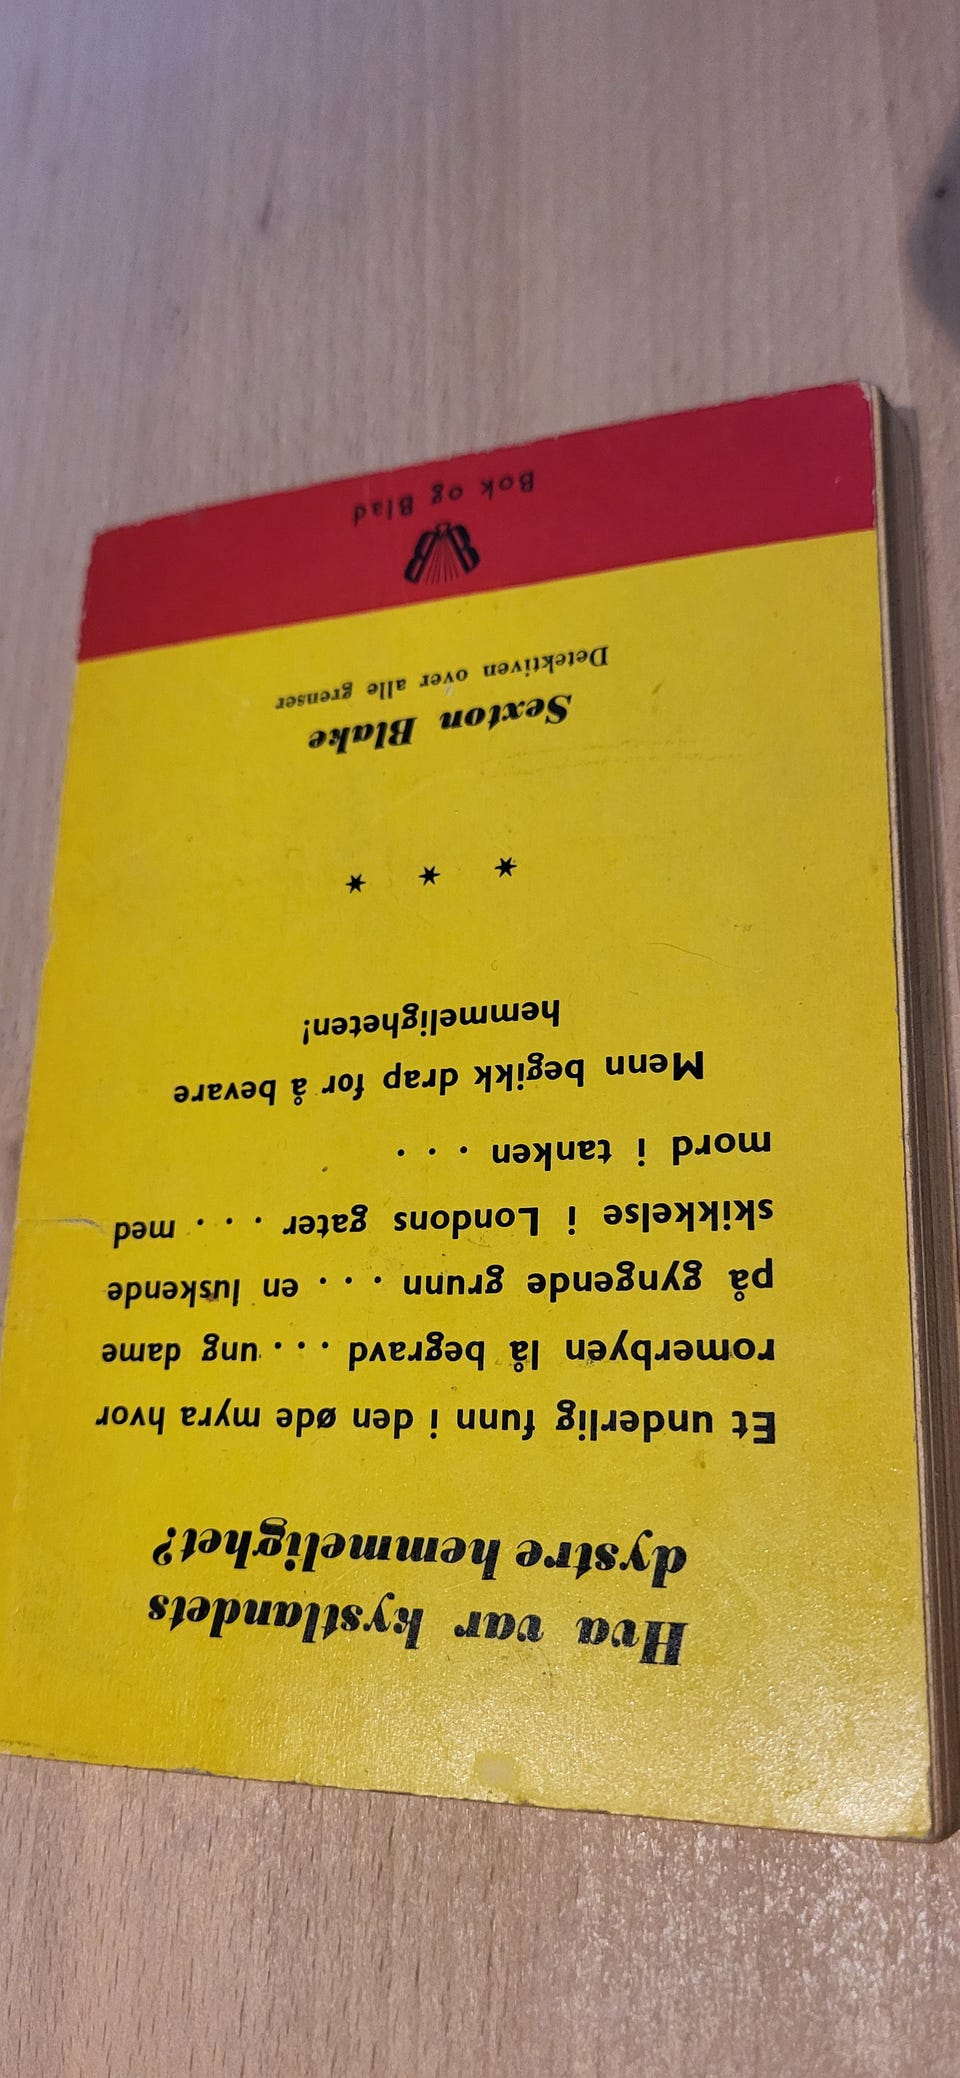 Hva var kystlandets
dystre hemmelighet?
Et underlig funn i den øde myra hvor
romerbyen lå begravd . . . ung dame
på gyngende grunn . . . en luskende
skikkelse i Londons gater . . . med
mord i tanken . . .
Menn begikk drap for å bevare
hemmeligheten!
* * *
Sexton Blake
Detektiven over alle grenser
BB
Bok og Blad